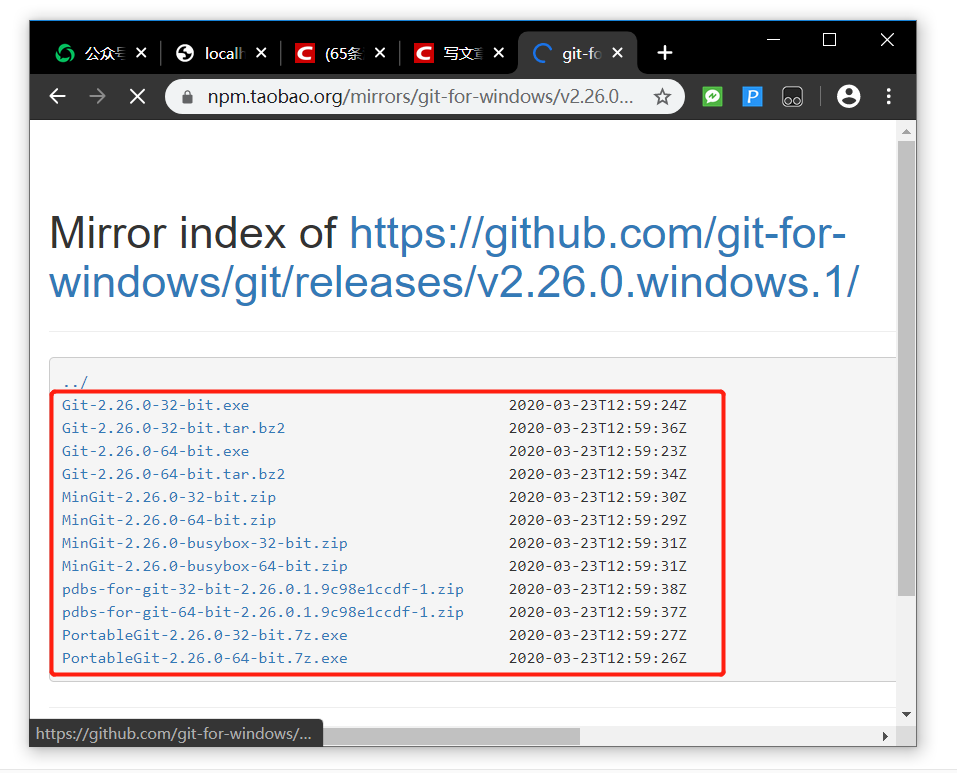 公众号 localh (65条 写文章 git-fo
npm.taobao.org/mirrors/git-for-windows/v2.26.0...
Mirror index of https://github.com/git-for-
windows/git/releases/v2.26.0.windows.1/
../
Git-2.26.0-32-bit.exe 2020-03-23T12:59:24Z
Git-2.26.0-32-bit.tar.bz2 2020-03-23T12:59:36Z
Git-2.26.0-64-bit.exe 2020-03-23T12:59:23Z
Git-2.26.0-64-bit.tar.bz2 2020-03-23T12:59:34Z
MinGit-2.26.0-32-bit.zip 2020-03-23T12:59:30Z
MinGit-2.26.0-64-bit.zip 2020-03-23T12:59:29Z
MinGit-2.26.0-busybox-32-bit.zip 2020-03-23T12:59:31Z
MinGit-2.26.0-busybox-64-bit.zip 2020-03-23T12:59:31Z
pdbs-for-git-32-bit-2.26.0.1.9c98e1ccdf-1.zip 2020-03-23T12:59:38Z
pdbs-for-git-64-bit-2.26.0.1.9c98e1ccdf-1.zip 2020-03-23T12:59:37Z
PortableGit-2.26.0-32-bit.7z.exe 2020-03-23T12:59:27Z
PortableGit-2.26.0-64-bit.7z.exe 2020-03-23T12:59:26Z
https://github.com/git-for-windows/...